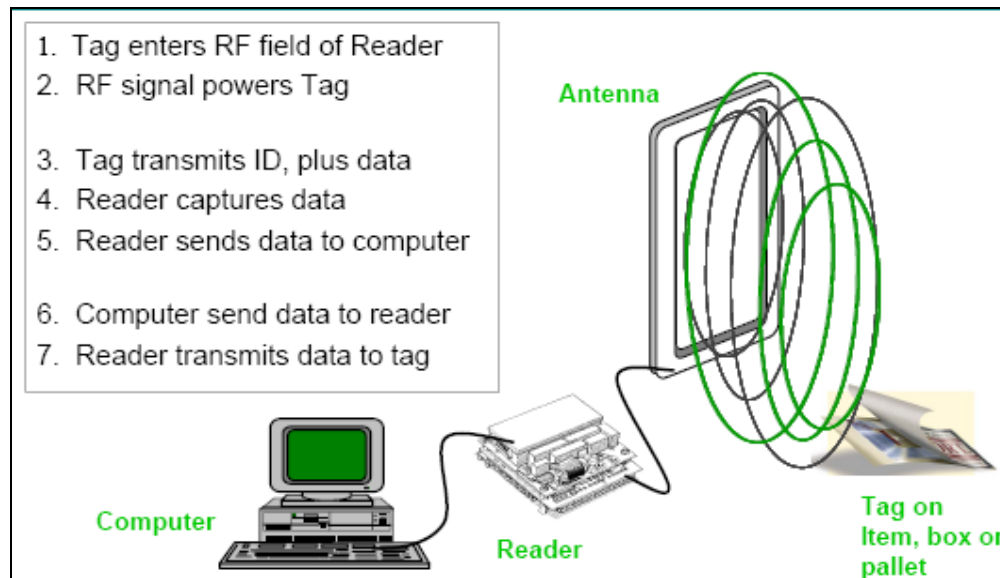 1. Tag enters RF field of Reader
2. RF signal powers Tag
3. Tag transmits ID, plus data
4. Reader captures data
5. Reader sends data to computer
6. Computer send data to reader
7. Reader transmits data to tag
Antenna
Computer
Reader
Tag on
Item, box or
pallet